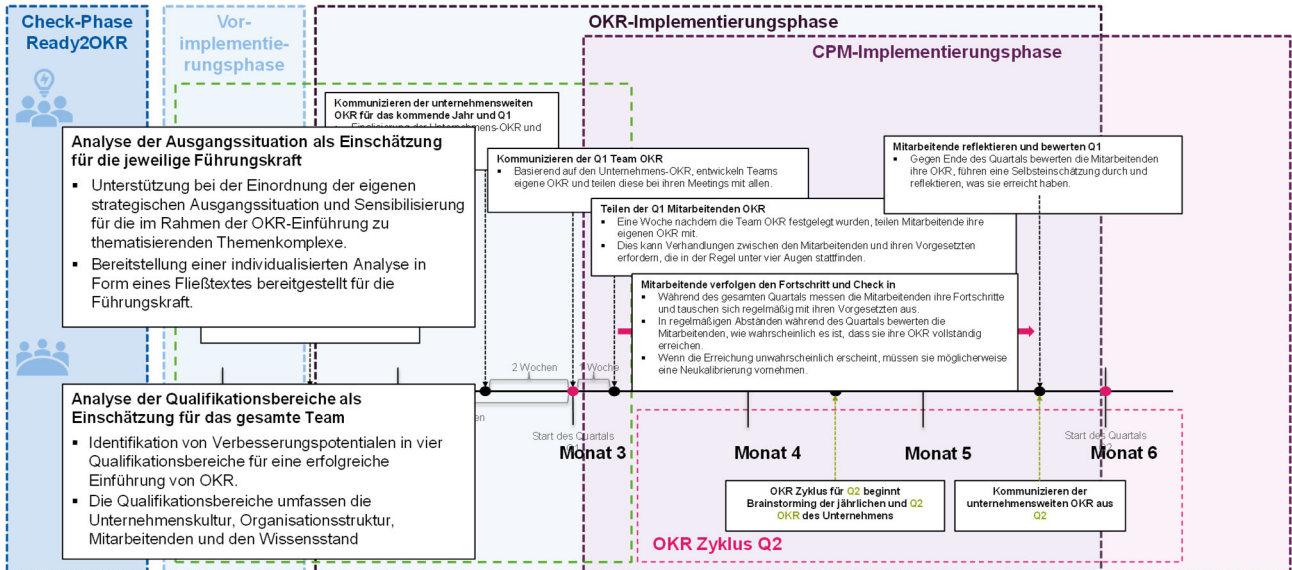 Check-Phase
Ready2OKR
Vor-
implementie-
rungsphase
OKR-Implementierungsphase
CPM-Implementierungsphase
Kommunizieren der unternehmensweiten
OKR für das kommende Jahr und Q1
Finalisierung der Unternehmens-OKR und
Analyse der Ausgangssituation als Einschätzung
für die jeweilige Führungskraft
▪ Unterstützung bei der Einordnung der eigenen
strategischen Ausgangssituation und Sensibilisierung
für die im Rahmen der OKR-Einführung zu
thematisierenden Themenkomplexe.
▪ Bereitstellung einer individualisierten Analyse in
Form eines Fließtextes bereitgestellt für die
Führungskraft.
Kommunizieren der Q1 Team OKR
▪ Basierend auf den Unternehmens-OKR, entwickeln Teams
eigene OKR und teilen diese bei ihren Meetings mit allen.
Teilen der Q1 Mitarbeitenden OKR
▪ Eine Woche nachdem die Team OKR festgelegt wurden, teilen Mitarbeitende ihre
eigenen OKR mit.
▪ Dies kann Verhandlungen zwischen den Mitarbeitenden und ihren Vorgesetzten
erfordern, die in der Regel unter vier Augen stattfinden.
Mitarbeitende verfolgen den Fortschritt und Check in
▪ Während des gesamten Quartals messen die Mitarbeitenden ihre Fortschritte
und tauschen sich regelmäßig mit ihren Vorgesetzten aus.
▪ In regelmäßigen Abständen während des Quartals bewerten die
Mitarbeitenden, wie wahrscheinlich es ist, dass sie ihre OKR vollständig
erreichen.
▪ Wenn die Erreichung unwahrscheinlich erscheint, müssen sie möglicherweise
eine Neukalibrierung vornehmen.
Mitarbeitende reflektieren und bewerten Q1
▪ Gegen Ende des Quartals bewerten die Mitarbeitenden
ihre OKR, führen eine Selbsteinschätzung durch und
reflektieren, was sie erreicht haben.
2 Wochen
Woche
Analyse der Qualifikationsbereiche als
Einschätzung für das gesamte Team
▪ Identifikation von Verbesserungspotentialen in vier
Qualifikationsbereiche für eine erfolgreiche
Einführung von OKR.
▪ Die Qualifikationsbereiche umfassen die
Unternehmenskultur, Organisationsstruktur,
Mitarbeitenden und den Wissensstand
Start des Quartals
Monat 3
Monat 4
Monat 5
Start des Quartals
Monat 6
OKR Zyklus für Q2 beginnt
Brainstorming der jährlichen und Q2
OKR des Unternehmens
Kommunizieren der
unternehmensweiten OKR aus
Q2
OKR Zyklus Q2